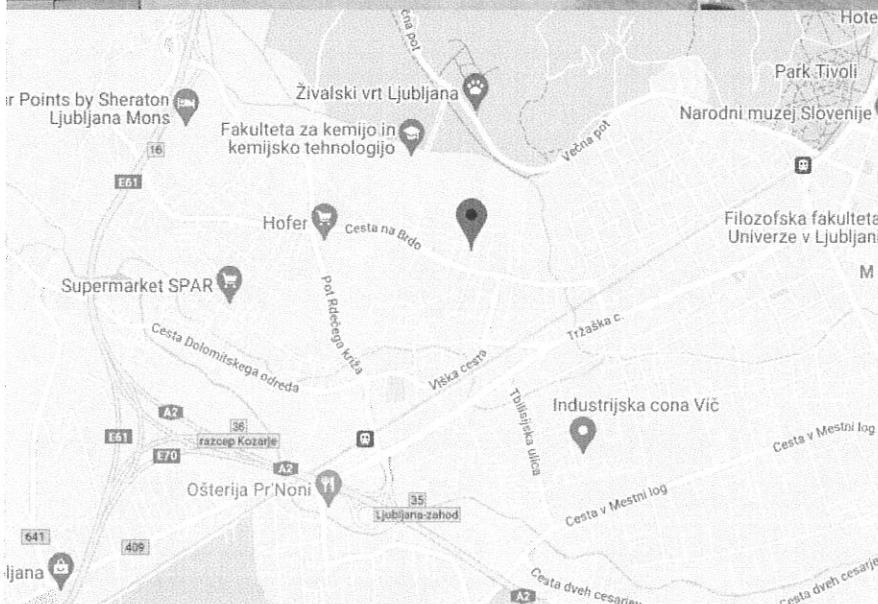 Hote
Park Tivoli
Večna pot
Živalski vrt Ljubljana
r Points by Sheraton
Ljubljana Mons
Narodni muzej Slovenije
Fakulteta za kemijo in
kemijsko tehnologijo
16
Večna pot
E61
Filozofska fakulteta
Univerze v Ljubljani
Hofer
Cesta na Brdo
M
Supermarket SPAR
Pot Rdečega križa
Tržaška c.
Cesta Dolomitskega odreda
Viška cesta
Tbilisijska ulica
Industrijska cona Vič
A2
36
razcep Kozarje
E61
E70
A2
Cesta v Mestni log
Ošterija Pr'Noni
35
Ljubljana-zahod
Cesta v Mestni log
641
409
ljana
Cesta dveh cesarjev
A2
cesta dveh cesarje